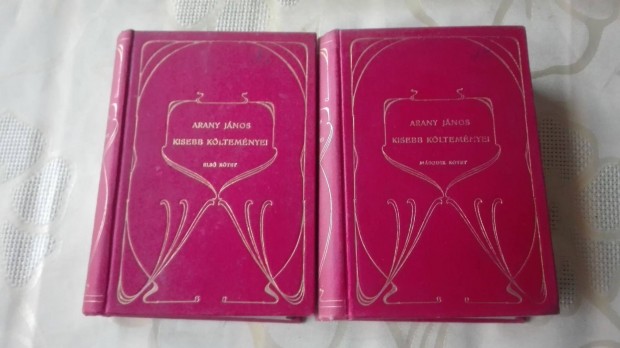 ARANY JÁNOS
KISEBB KÖLTEMÉNYEI
ELSŐ KÖTET
ARANY JÁNOS
KISEBB KÖLTEMÉNYEI
MÁSODIK KÖTET